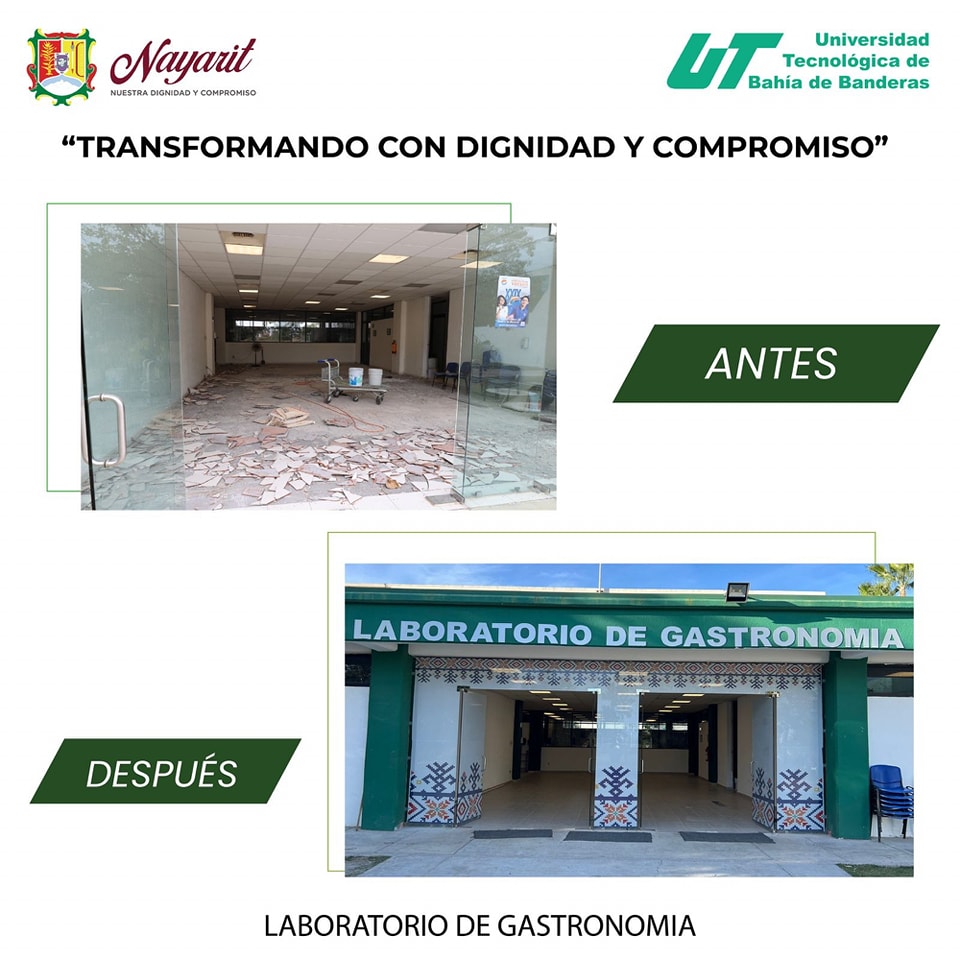 Nayarit
NUESTRA DIGNIDAD Y COMPROMISO
UT
Universidad
Tecnológica de
Bahía de Banderas
“TRANSFORMANDO CON DIGNIDAD Y COMPROMISO”
ANTES
LABORATORIO DE GASTRONOMIA
DESPUÉS
LABORATORIO DE GASTRONOMIA